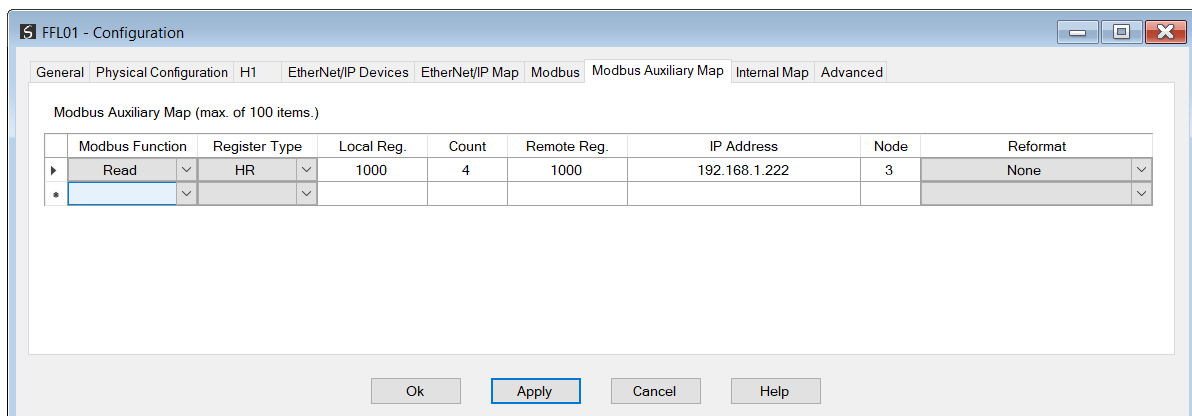 FFL01 - Configuration
General Physical Configuration H1 EtherNet/IP Devices EtherNet/IP Map Modbus Modbus Auxiliary Map Internal Map Advanced
Modbus Auxiliary Map (max. of 100 items.)
Modbus Function Register Type Local Reg. Count Remote Reg. IP Address Node Reformat
Read HR 1000 4 1000 192.168.1.222 3 None
Ok Apply Cancel Help